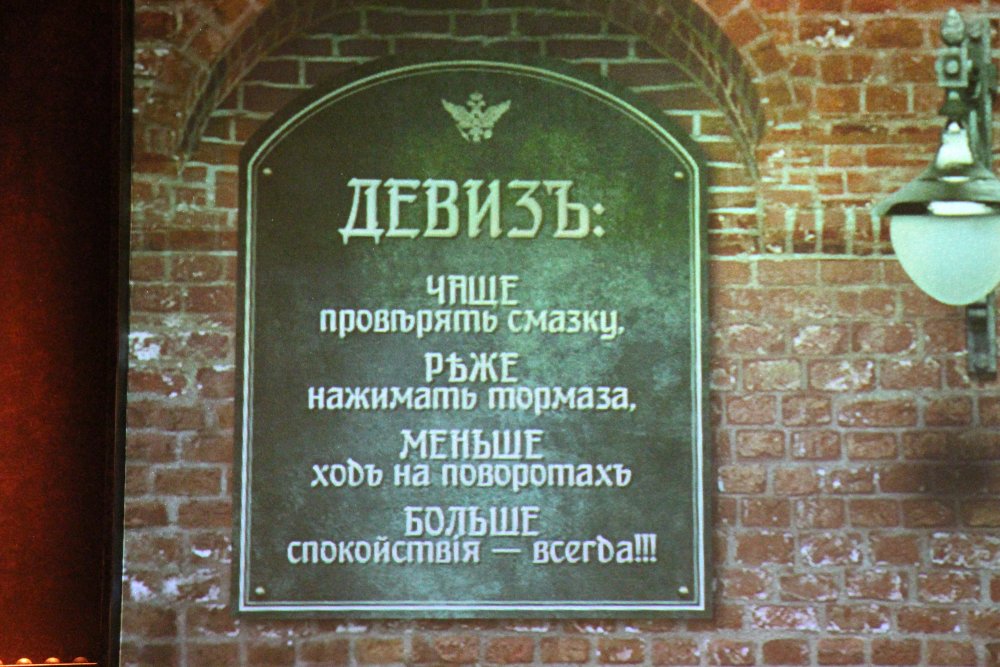 ДЕВИЗЪ:
ЧАЩЕ
провѣрять смазку,
РѢЖЕ
нажимать тормаза,
МЕНЬШЕ
ходъ на поворотахъ
БОЛЬШЕ
спокойствія — всегда!!!